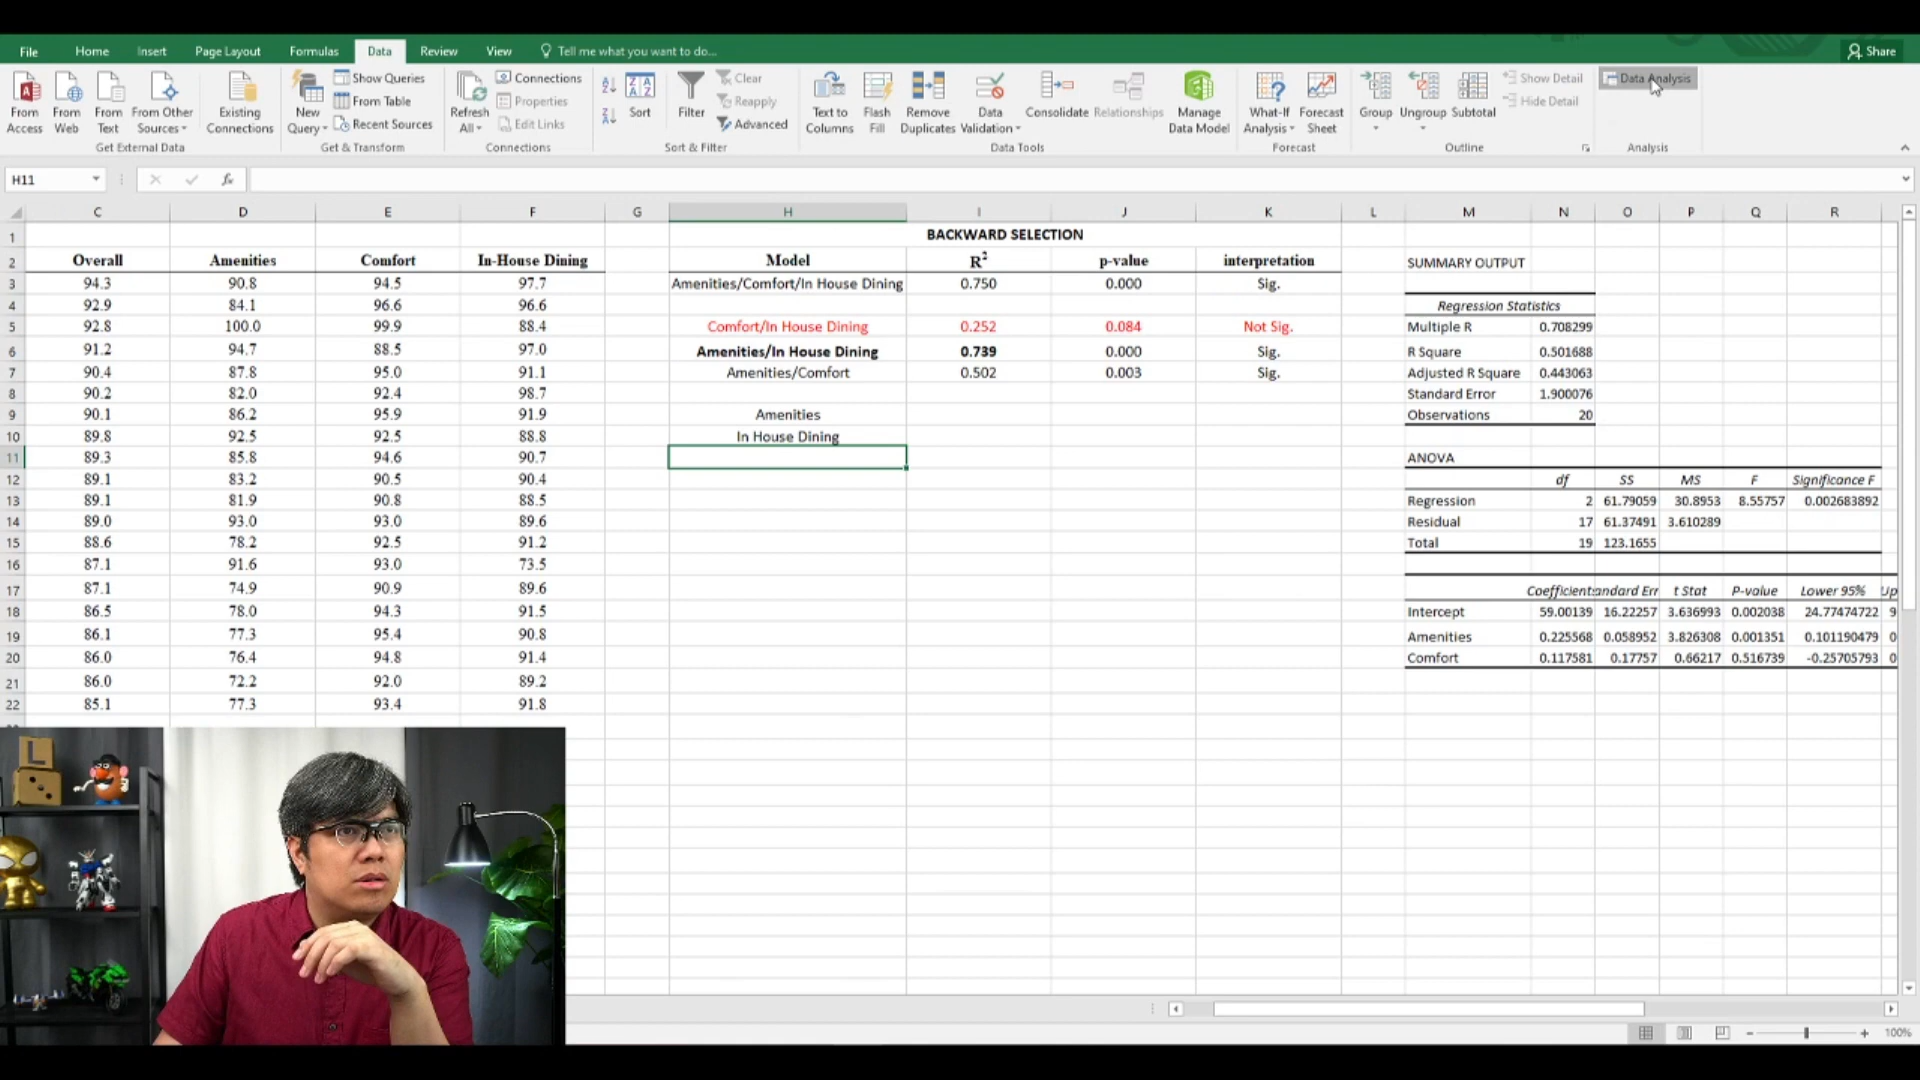 File Home Insert Page Layout Formulas Data Review View Tell me what you want to do... Share
From Access From Web From Text From Other Sources Existing Connections New Query Show Queries From Table Recent Sources Refresh All Connections Properties Edit Links Sort Filter Clear Reapply Advanced Text to Columns Flash Fill Remove Duplicates Data Validation Consolidate Relationships Manage Data Model What-If Analysis Forecast Sheet Group Ungroup Subtotal Show Detail Hide Detail Data Analysis
Get External Data Get & Transform Connections Sort & Filter Data Tools Forecast Outline Analysis
H11 fx
C D E F G H I J K L M N O P Q R
1 BACKWARD SELECTION
2 Overall Amenities Comfort In-House Dining Model R² p-value interpretation SUMMARY OUTPUT
3 94.3 90.8 94.5 97.7 Amenities/Comfort/In House Dining 0.750 0.000 Sig.
4 92.9 84.1 96.6 96.6 Regression Statistics
5 92.8 100.0 99.9 88.4 Comfort/In House Dining 0.252 0.084 Not Sig. Multiple R 0.708299
6 91.2 94.7 88.5 97.0 Amenities/In House Dining 0.739 0.000 Sig. R Square 0.501688
7 90.4 87.8 95.0 91.1 Amenities/Comfort 0.502 0.003 Sig. Adjusted R Square 0.443063
8 90.2 82.0 92.4 98.7 Standard Error 1.900076
9 90.1 86.2 95.9 91.9 Amenities Observations 20
10 89.8 92.5 92.5 88.8 In House Dining
11 89.3 85.8 94.6 90.7 ANOVA
12 89.1 83.2 90.5 90.4 df SS MS F Significance F
13 89.1 81.9 90.8 88.5 Regression 2 61.79059 30.8953 8.55757 0.002683892
14 89.0 93.0 93.0 89.6 Residual 17 61.37491 3.610289
15 88.6 78.2 92.5 91.2 Total 19 123.1655
16 87.1 91.6 93.0 73.5
17 87.1 74.9 90.9 89.6 Coefficient andard Err t Stat P-value Lower 95% Up
18 86.5 78.0 94.3 91.5 Intercept 59.00139 16.22257 3.636993 0.002038 24.77474722 9
19 86.1 77.3 95.4 90.8 Amenities 0.225568 0.058952 3.826308 0.001351 0.101190479 0
20 86.0 76.4 94.8 91.4 Comfort 0.117581 0.17757 0.66217 0.516739 -0.25705793 0
21 86.0 72.2 92.0 89.2
22 85.1 77.3 93.4 91.8
L
100%